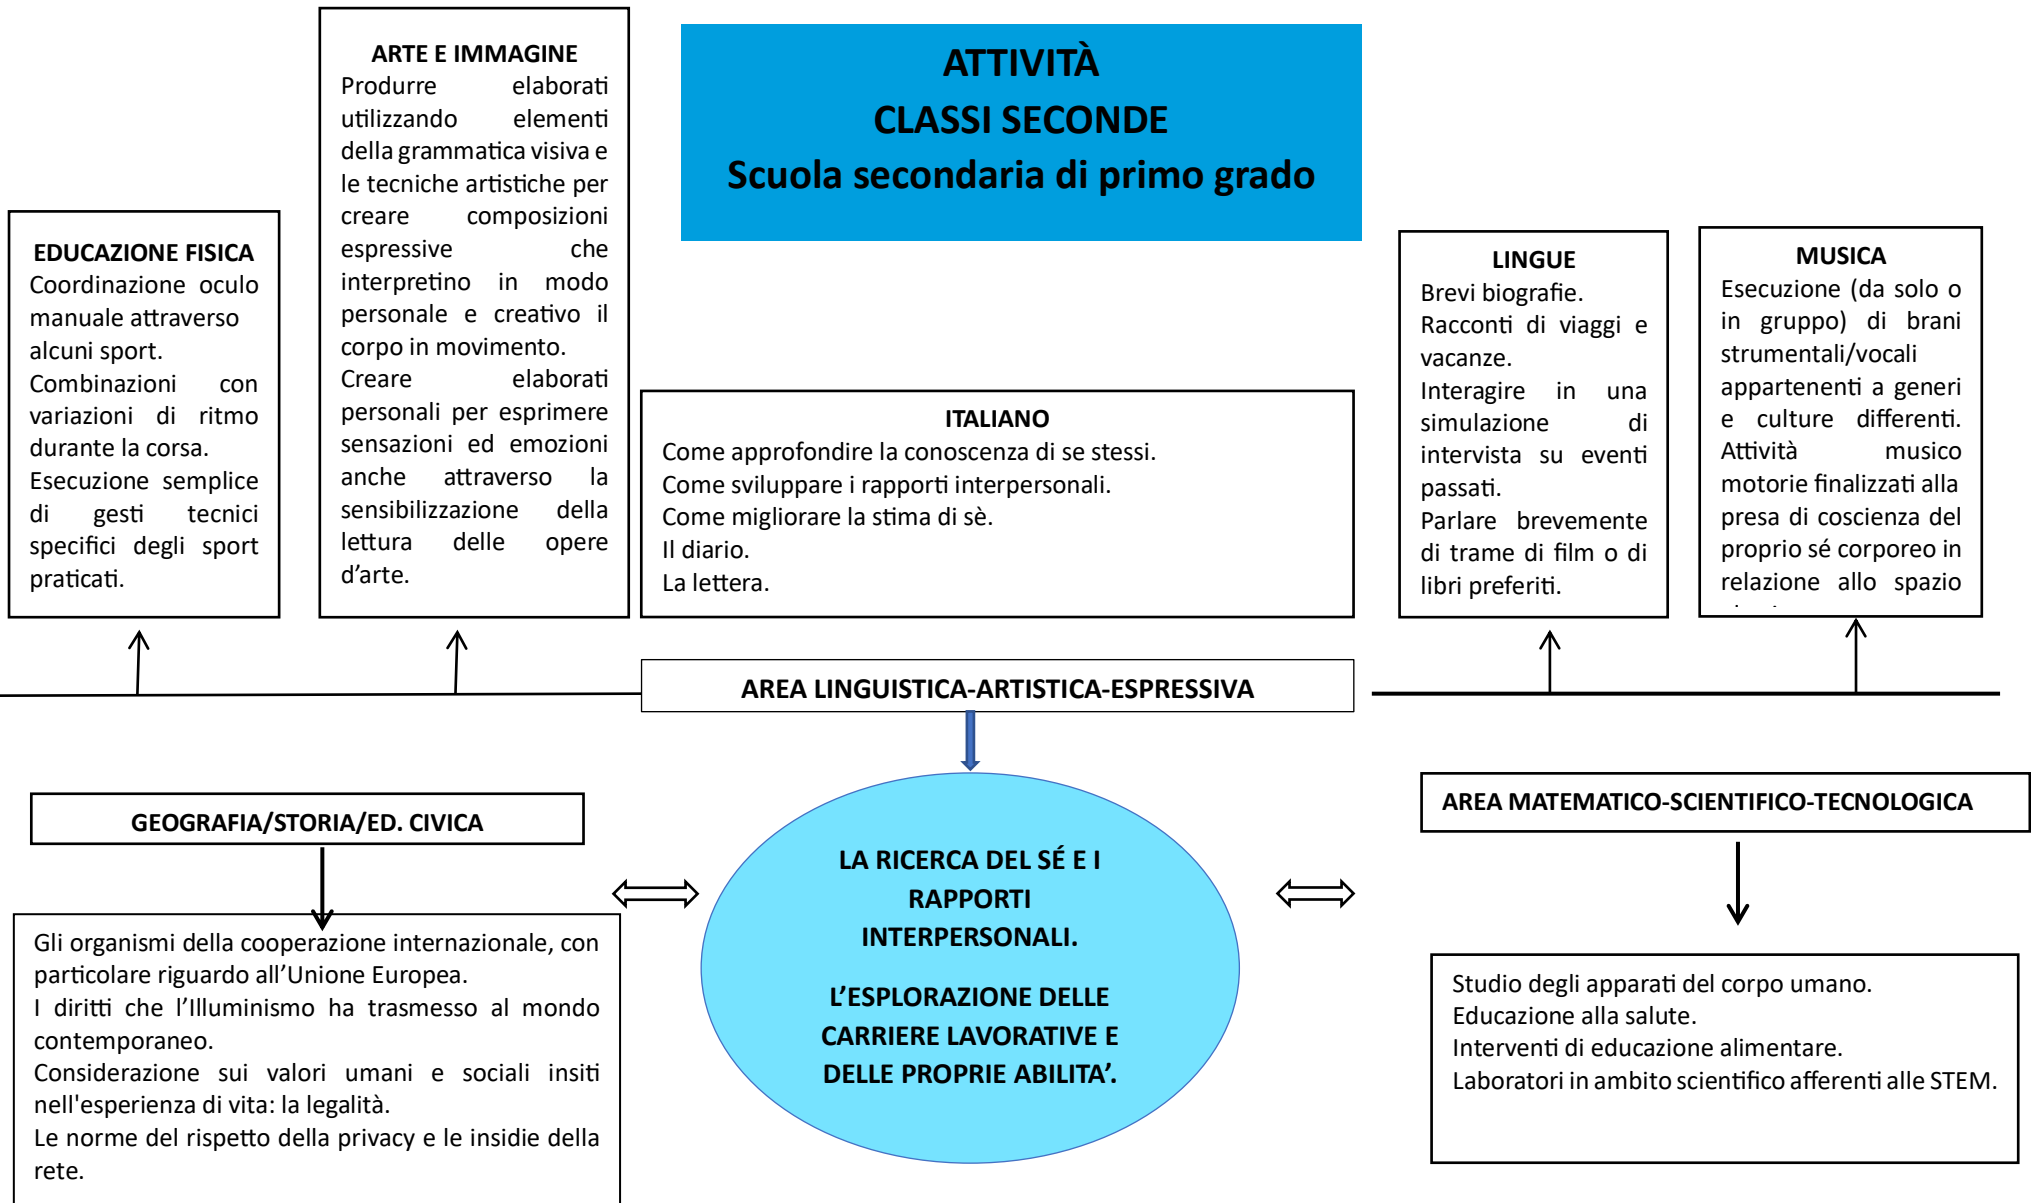 ATTIVITÀ
CLASSI SECONDE
Scuola secondaria di primo grado
EDUCAZIONE FISICA
Coordinazione oculo
manuale attraverso
alcuni sport.
Combinazioni con
variazioni di ritmo
durante la corsa.
Esecuzione semplice
di gesti tecnici
specifici degli sport
praticati.
ARTE E IMMAGINE
Produrre elaborati
utilizzando elementi
della grammatica visiva e
le tecniche artistiche per
creare composizioni
espressive che
interpretino in modo
personale e creativo il
corpo in movimento.
Creare elaborati
personali per esprimere
sensazioni ed emozioni
anche attraverso la
sensibilizzazione della
lettura delle opere
d’arte.
ITALIANO
Come approfondire la conoscenza di se stessi.
Come sviluppare i rapporti interpersonali.
Come migliorare la stima di sè.
Il diario.
La lettera.
LINGUE
Brevi biografie.
Racconti di viaggi e
vacanze.
Interagire in una
simulazione di
intervista su eventi
passati.
Parlare brevemente
di trame di film o di
libri preferiti.
MUSICA
Esecuzione (da solo o
in gruppo) di brani
strumentali/vocali
appartenenti a generi
e culture differenti.
Attività musico
motorie finalizzati alla
presa di coscienza del
proprio sé corporeo in
relazione allo spazio
AREA LINGUISTICA-ARTISTICA-ESPRESSIVA
GEOGRAFIA/STORIA/ED. CIVICA
Gli organismi della cooperazione internazionale, con
particolare riguardo all’Unione Europea.
I diritti che l’Illuminismo ha trasmesso al mondo
contemporaneo.
Considerazione sui valori umani e sociali insiti
nell'esperienza di vita: la legalità.
Le norme del rispetto della privacy e le insidie della
rete.
LA RICERCA DEL SÉ E I
RAPPORTI
INTERPERSONALI.
L’ESPLORAZIONE DELLE
CARRIERE LAVORATIVE E
DELLE PROPRIE ABILITA’.
AREA MATEMATICO-SCIENTIFICO-TECNOLOGICA
Studio degli apparati del corpo umano.
Educazione alla salute.
Interventi di educazione alimentare.
Laboratori in ambito scientifico afferenti alle STEM.